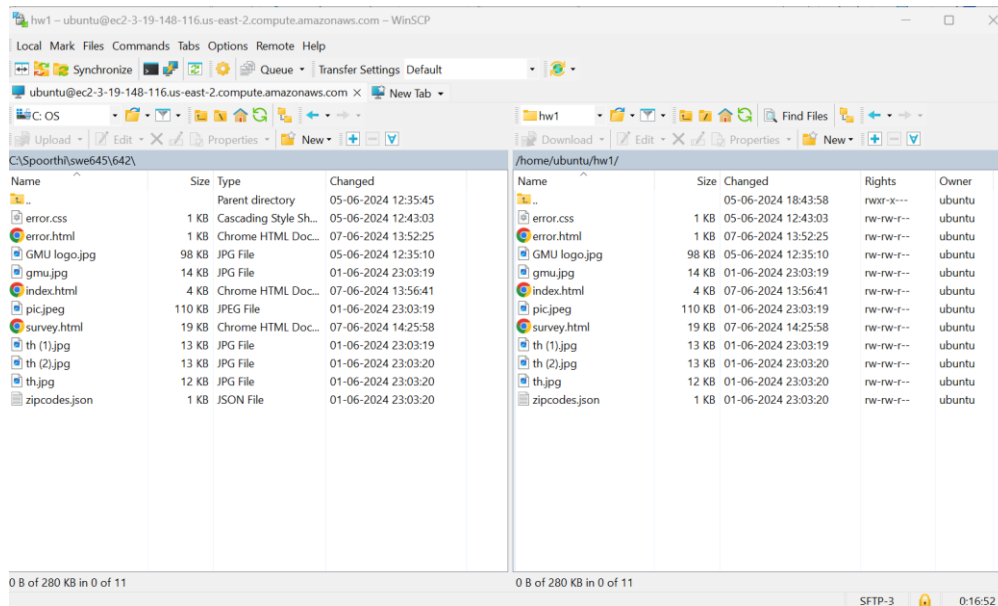 hw1 – ubuntu@ec2-3-19-148-116.us-east-2.compute.amazonaws.com – WinSCP
Local Mark Files Commands Tabs Options Remote Help
Synchronize Queue Transfer Settings Default
ubuntu@ec2-3-19-148-116.us-east-2.compute.amazonaws.com × New Tab
C: OS hw1 Find Files
Upload Edit Properties New Download Edit Properties New
C:\Spoorthi\swe645\642\ /home/ubuntu/hw1/
Name Size Type Changed Name Size Changed Rights Owner
.. Parent directory 05-06-2024 12:35:45 .. 05-06-2024 18:43:58 rwxr-x--- ubuntu
error.css 1 KB Cascading Style Sh... 05-06-2024 12:43:03 error.css 1 KB 05-06-2024 12:43:03 rw-rw-r-- ubuntu
error.html 1 KB Chrome HTML Doc... 07-06-2024 13:52:25 error.html 1 KB 07-06-2024 13:52:25 rw-rw-r-- ubuntu
GMU logo.jpg 98 KB JPG File 05-06-2024 12:35:10 GMU logo.jpg 98 KB 05-06-2024 12:35:10 rw-rw-r-- ubuntu
gmu.jpg 14 KB JPG File 01-06-2024 23:03:19 gmu.jpg 14 KB 01-06-2024 23:03:19 rw-rw-r-- ubuntu
index.html 4 KB Chrome HTML Doc... 07-06-2024 13:56:41 index.html 4 KB 07-06-2024 13:56:41 rw-rw-r-- ubuntu
pic.jpeg 110 KB JPEG File 01-06-2024 23:03:19 pic.jpeg 110 KB 01-06-2024 23:03:19 rw-rw-r-- ubuntu
survey.html 19 KB Chrome HTML Doc... 07-06-2024 14:25:58 survey.html 19 KB 07-06-2024 14:25:58 rw-rw-r-- ubuntu
th (1).jpg 13 KB JPG File 01-06-2024 23:03:19 th (1).jpg 13 KB 01-06-2024 23:03:19 rw-rw-r-- ubuntu
th (2).jpg 13 KB JPG File 01-06-2024 23:03:20 th (2).jpg 13 KB 01-06-2024 23:03:20 rw-rw-r-- ubuntu
th.jpg 12 KB JPG File 01-06-2024 23:03:20 th.jpg 12 KB 01-06-2024 23:03:20 rw-rw-r-- ubuntu
zipcodes.json 1 KB JSON File 01-06-2024 23:03:20 zipcodes.json 1 KB 01-06-2024 23:03:20 rw-rw-r-- ubuntu
0 B of 280 KB in 0 of 11 0 B of 280 KB in 0 of 11
SFTP-3 0:16:52